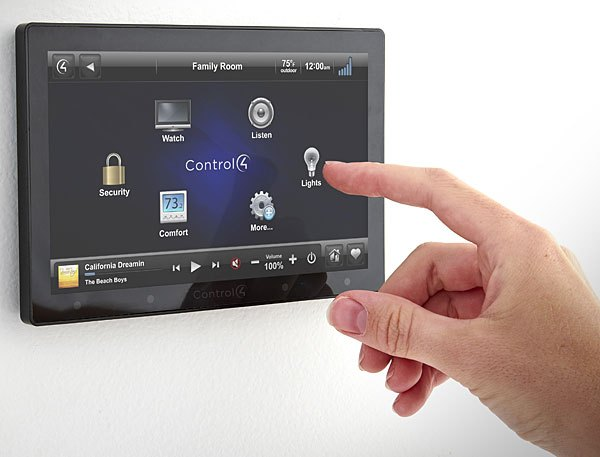 Family Room
75°F
outdoor
12:00am
Watch
Listen
Security
Control4
Lights
73
Comfort
More...
California Dreamin
The Beach Boys
Volume
100%
Control4